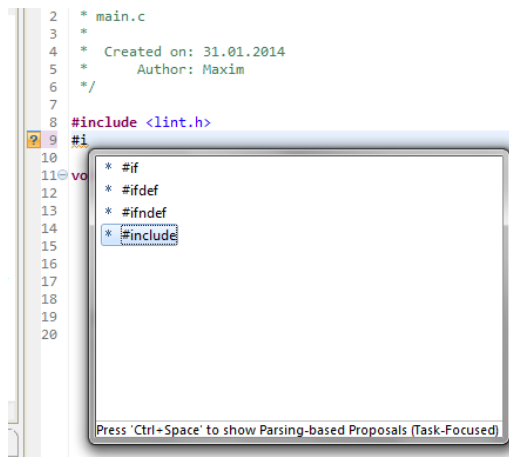 2 * main.c
3 *
4 * Created on: 31.01.2014
5 * Author: Maxim
6 */
7
8 #include <lint.h>
? 9 #i
10
11 vo
12
13
14
15
16
17
18
19
20
* #if
* #ifdef
* #ifndef
* #include
Press 'Ctrl+Space' to show Parsing-based Proposals (Task-Focused)